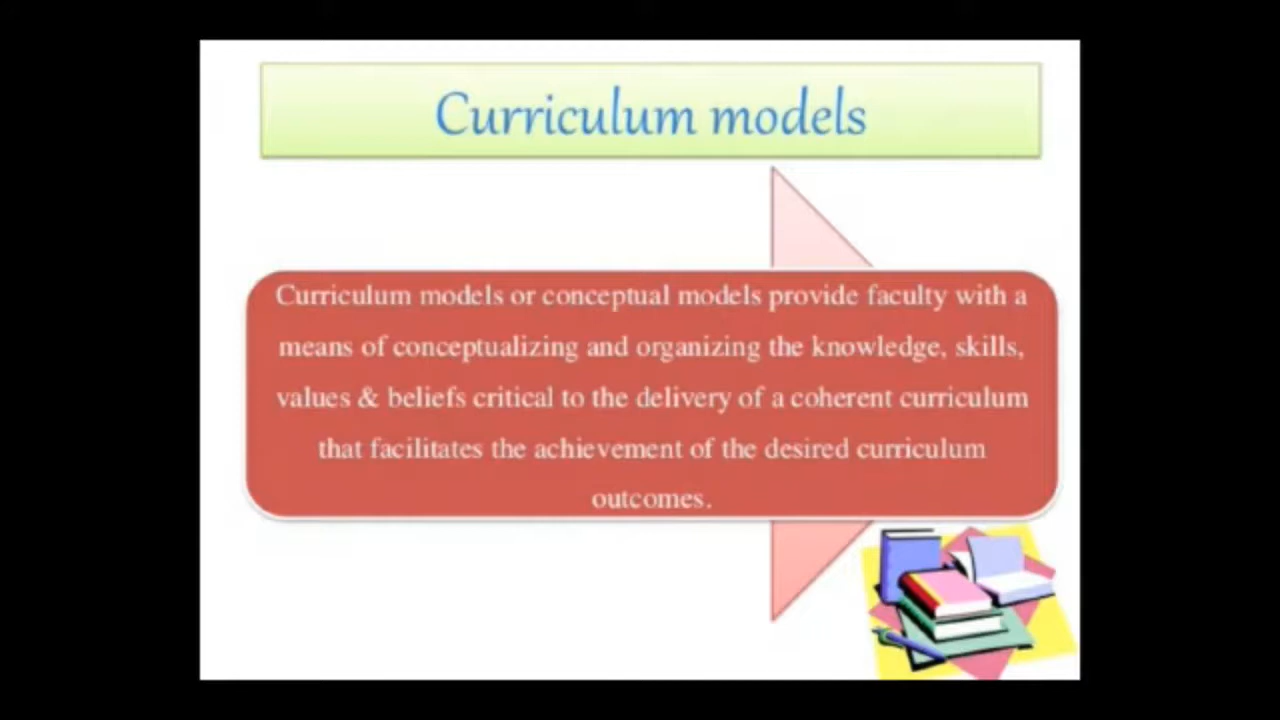 Curriculum models
Curriculum models or conceptual models provide faculty with a
means of conceptualizing and organizing the knowledge, skills,
values & beliefs critical to the delivery of a coherent curriculum
that facilitates the achievement of the desired curriculum
outcomes.